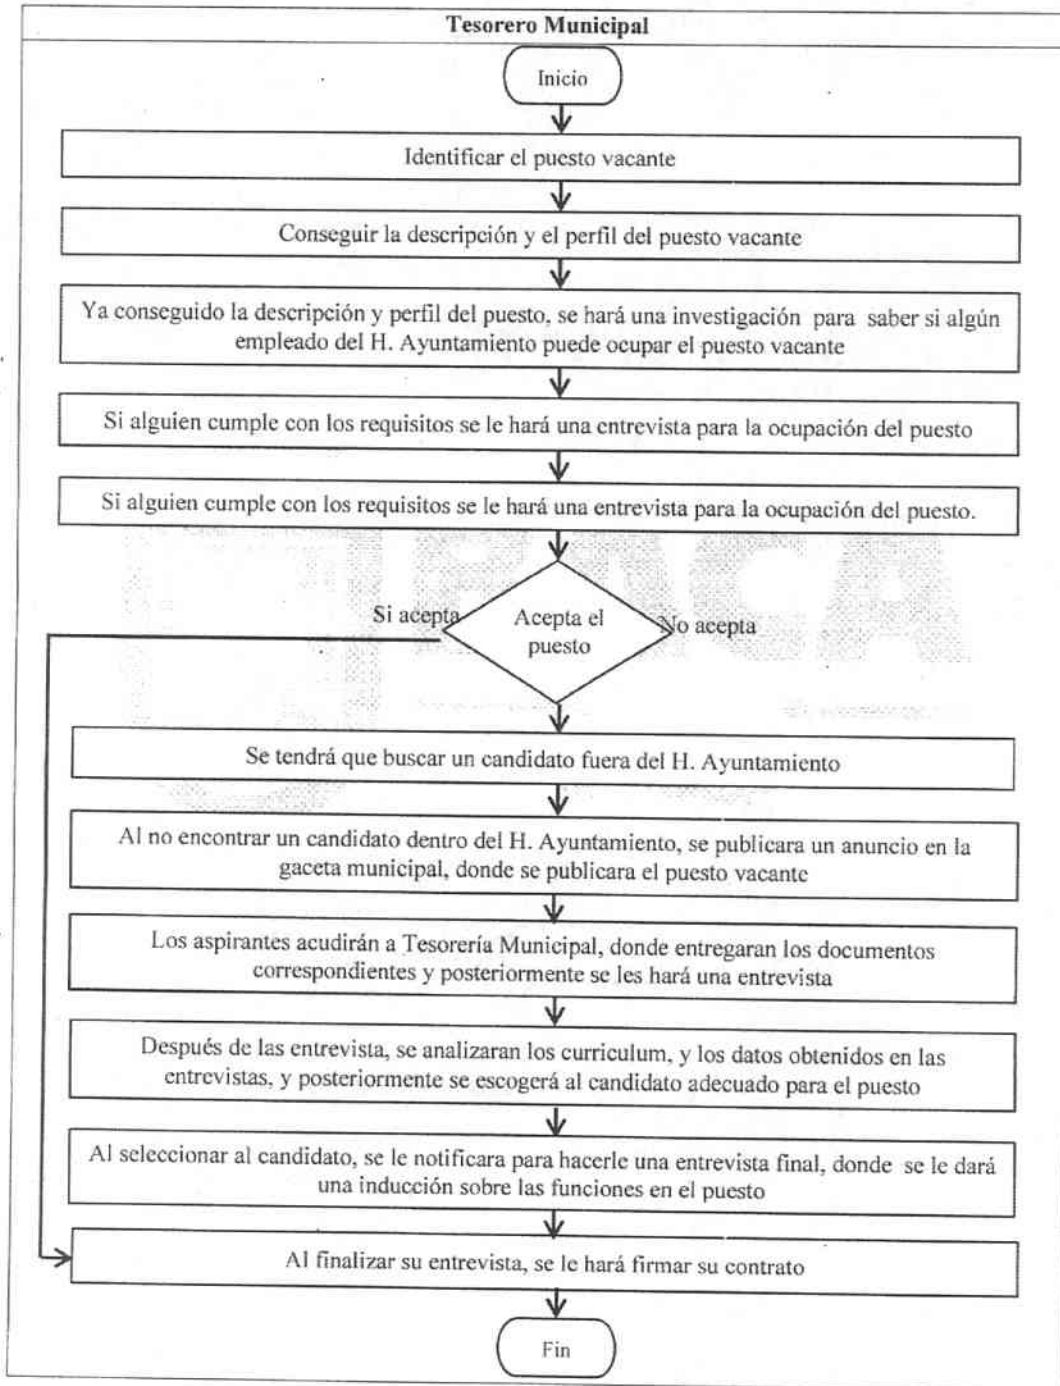 Tesorero Municipal
Inicio
Identificar el puesto vacante
Conseguir la descripción y el perfil del puesto vacante
Ya conseguido la descripción y perfil del puesto, se hará una investigación para saber si algún
empleado del H. Ayuntamiento puede ocupar el puesto vacante
Si alguien cumple con los requisitos se le hará una entrevista para la ocupación del puesto
Si alguien cumple con los requisitos se le hará una entrevista para la ocupación del puesto.
Si acepta
Acepta el
puesto
No acepta
Se tendrá que buscar un candidato fuera del H. Ayuntamiento
Al no encontrar un candidato dentro del H. Ayuntamiento, se publicara un anuncio en la
gaceta municipal, donde se publicara el puesto vacante
Los aspirantes acudirán a Tesorería Municipal, donde entregaran los documentos
correspondientes y posteriormente se les hará una entrevista
Después de las entrevista, se analizaran los curriculum, y los datos obtenidos en las
entrevistas, y posteriormente se escogerá al candidato adecuado para el puesto
Al seleccionar al candidato, se le notificara para hacerle una entrevista final, donde se le dará
una inducción sobre las funciones en el puesto
Al finalizar su entrevista, se le hará firmar su contrato
Fin